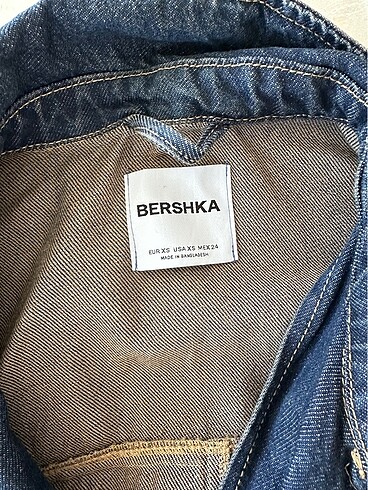 BERSHKA
EUR XS USA XS MEX 24
MADE IN BANGLADESH